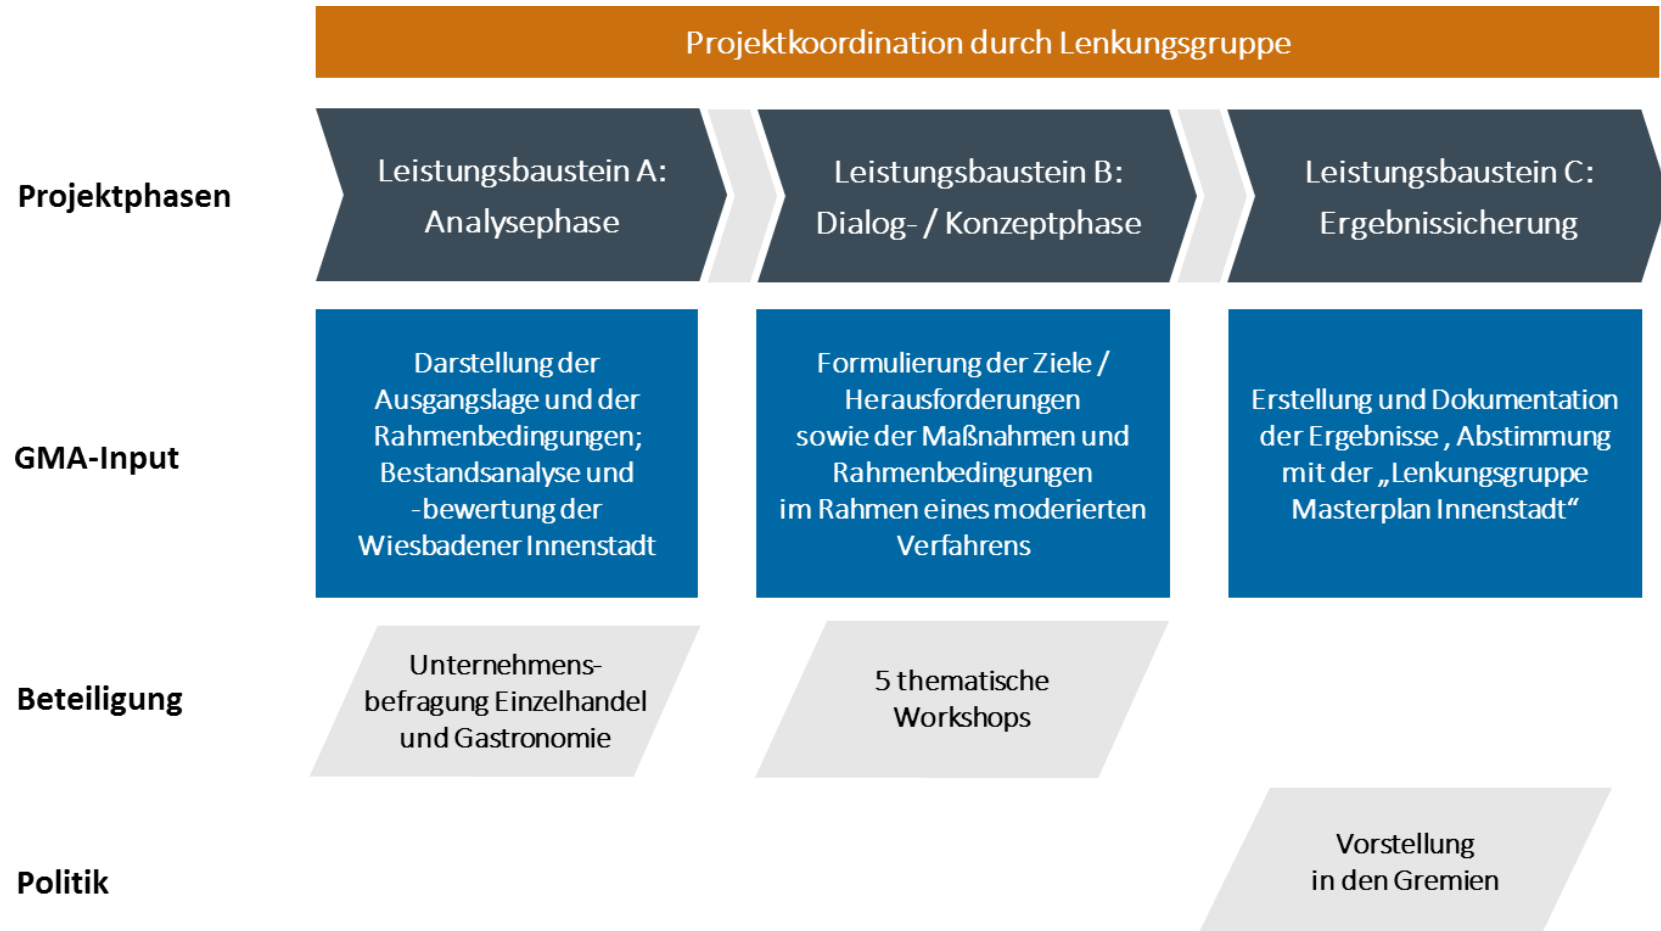 Projektkoordination durch Lenkungsgruppe
Projektphasen
Leistungsbaustein A:
Analysephase
Leistungsbaustein B:
Dialog- / Konzeptphase
Leistungsbaustein C:
Ergebnissicherung
GMA-Input
Darstellung der
Ausgangslage und der
Rahmenbedingungen;
Bestandsanalyse und
-bewertung der
Wiesbadener Innenstadt
Formulierung der Ziele /
Herausforderungen
sowie der Maßnahmen und
Rahmenbedingungen
im Rahmen eines moderierten
Verfahrens
Erstellung und Dokumentation
der Ergebnisse , Abstimmung
mit der „Lenkungsgruppe
Masterplan Innenstadt“
Beteiligung
Unternehmens-
befragung Einzelhandel
und Gastronomie
5 thematische
Workshops
Politik
Vorstellung
in den Gremien